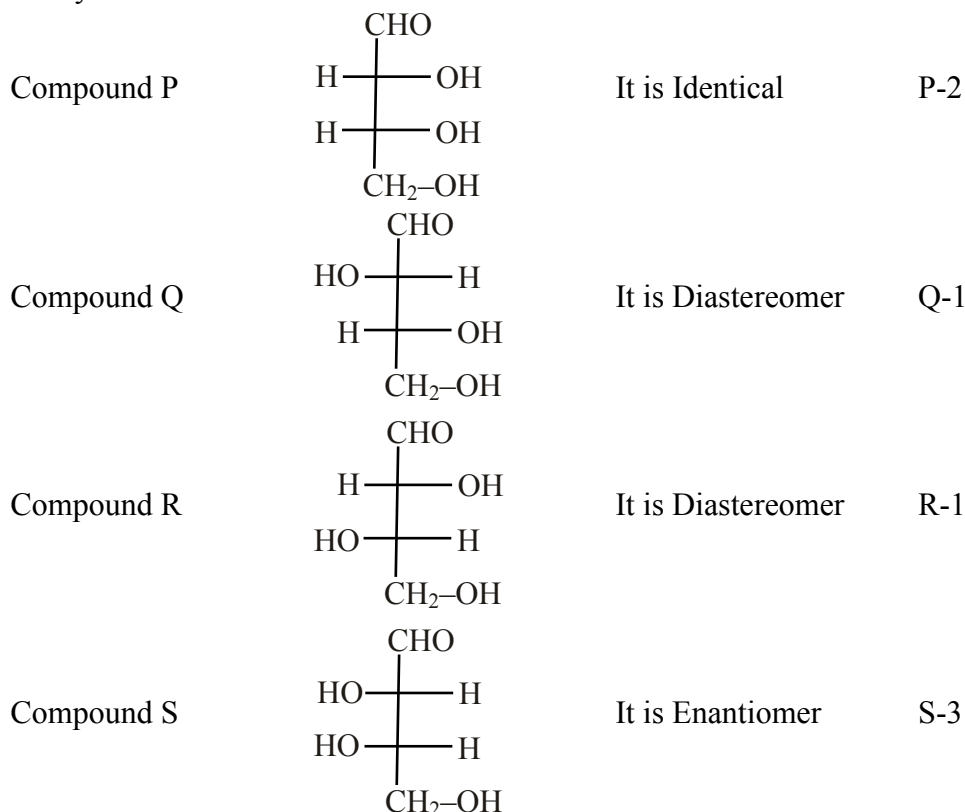 CHO
Compound P H OH It is Identical P-2
H OH
CH2–OH
CHO
HO H
Compound Q It is Diastereomer Q-1
H OH
CH2–OH
CHO
H OH
Compound R It is Diastereomer R-1
HO H
CH2–OH
CHO
HO H
Compound S It is Enantiomer S-3
HO H
CH2–OH